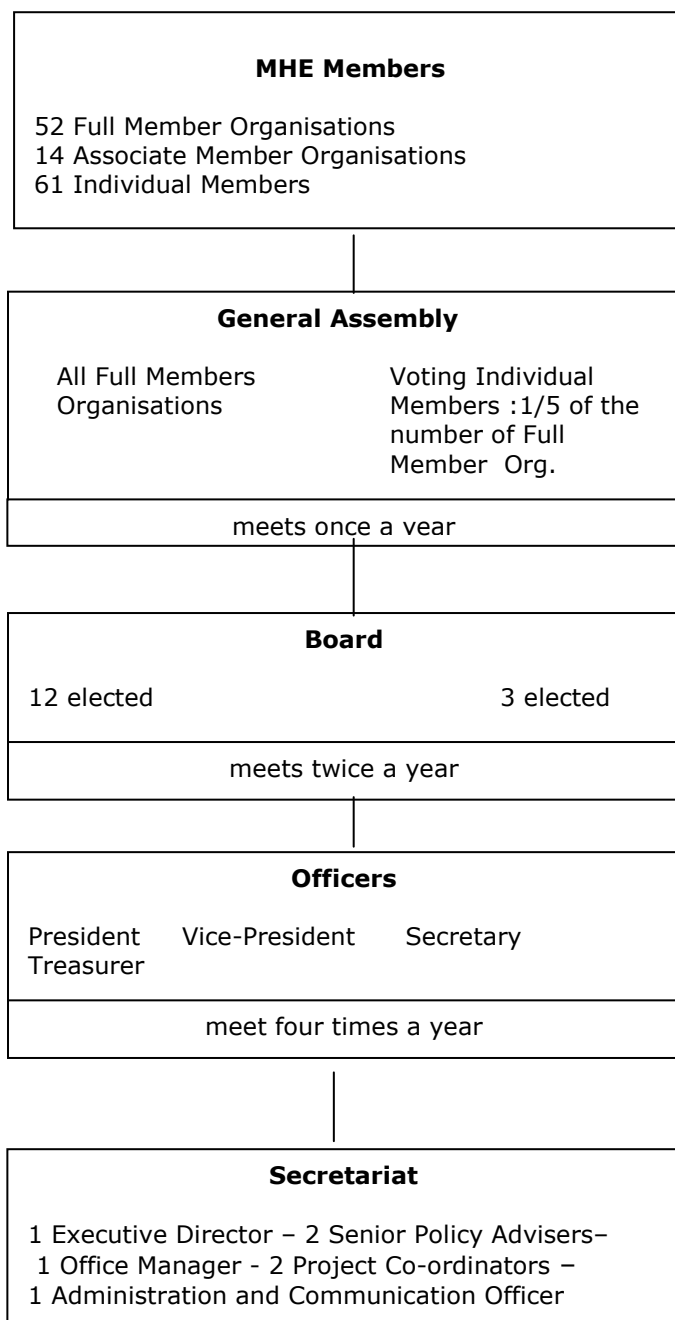 MHE Members
52 Full Member Organisations
14 Associate Member Organisations
61 Individual Members
General Assembly
All Full Members
Organisations
Voting Individual
Members :1/5 of the
number of Full
Member Org.
meets once a year
Board
12 elected 3 elected
meets twice a year
Officers
President Vice-President Secretary
Treasurer
meet four times a year
Secretariat
1 Executive Director – 2 Senior Policy Advisers–
1 Office Manager - 2 Project Co-ordinators –
1 Administration and Communication Officer